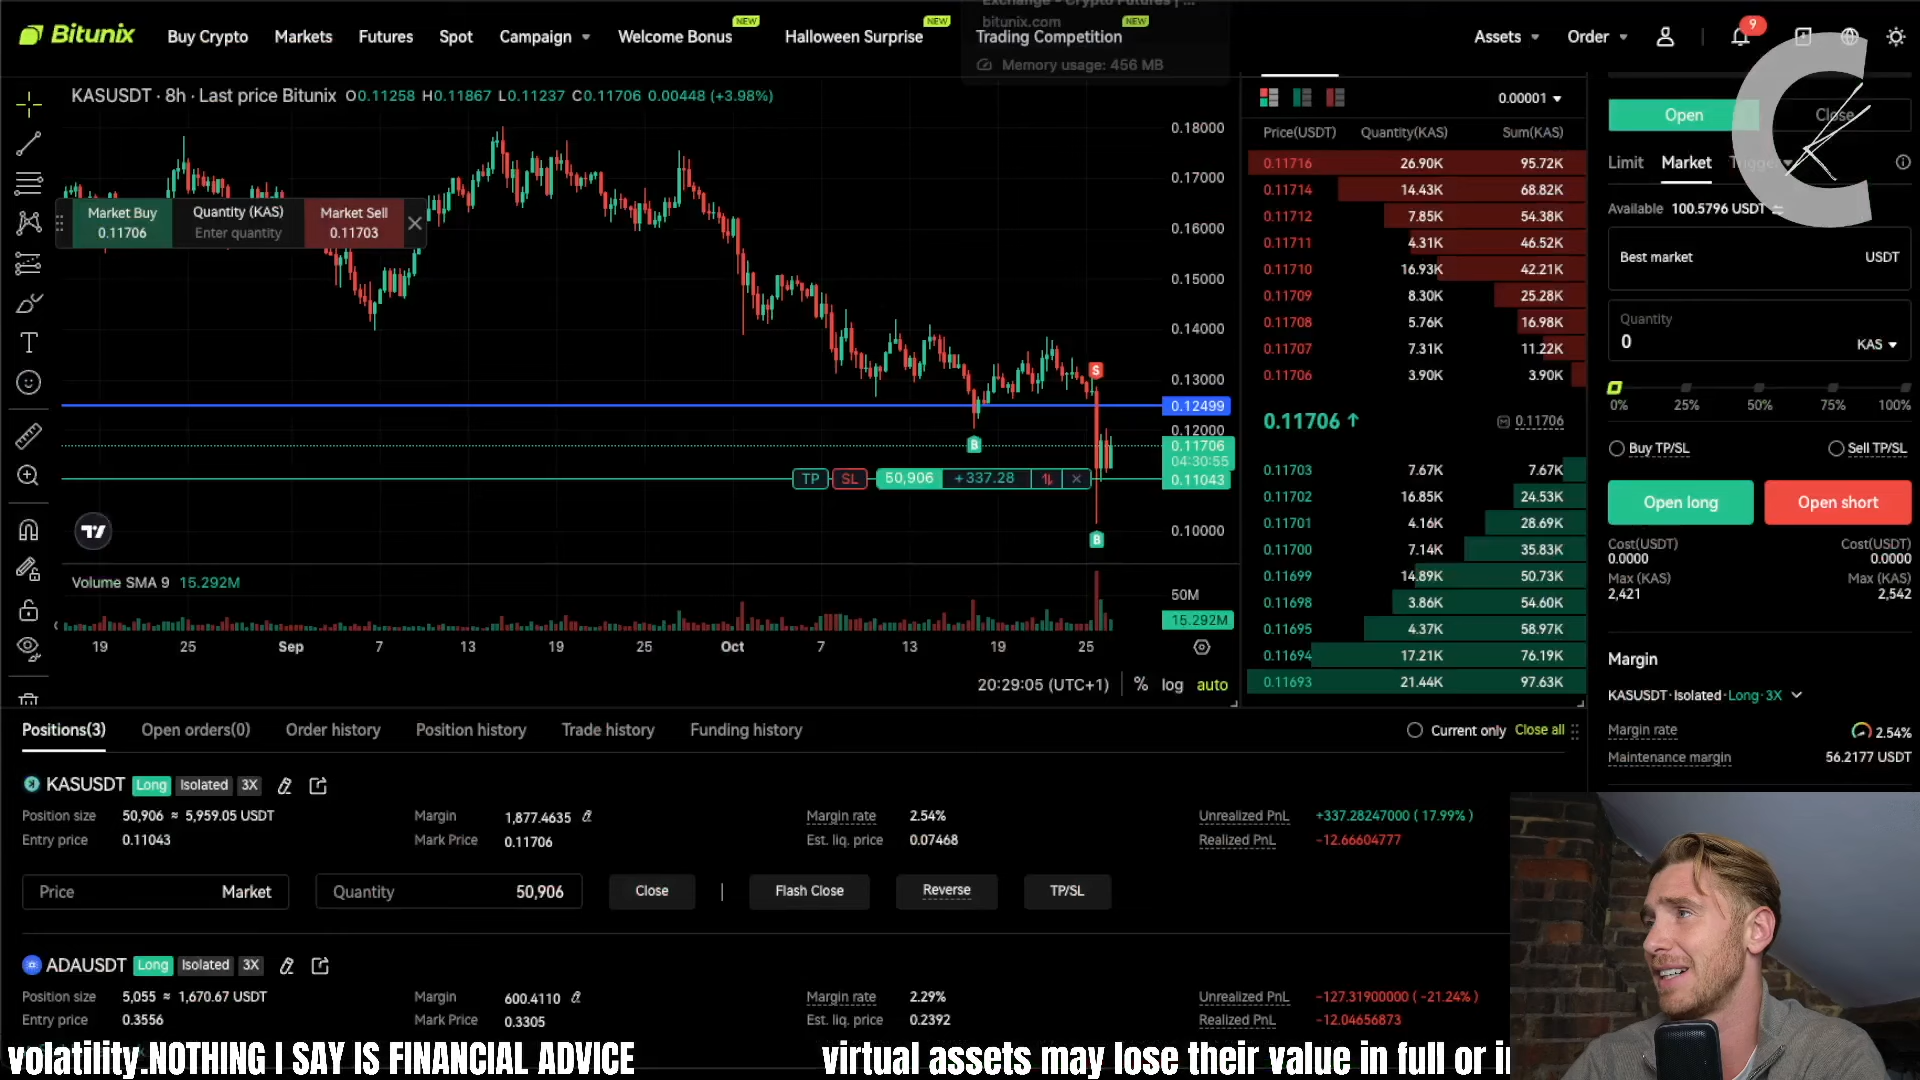 Exchange - Crypto Futures | ...
bitunix.com
Bitunix
Buy Crypto
Markets
Futures
Spot
Campaign
Welcome Bonus
NEW
Halloween Surprise
NEW
Trading Competition
NEW
Memory usage: 456 MB
Assets
Order
9
KASUSDT · 8h · Last price Bitunix O0.11258 H0.11867 L0.11237 C0.11706 0.00448 (+3.98%)
Market Buy
0.11706
Quantity (KAS)
Enter quantity
Market Sell
0.11703
0.18000
0.17000
0.16000
0.15000
0.14000
0.13000
0.12499
0.12000
0.11706
04:30:55
0.11043
0.10000
S
B
B
TP SL 50,906 +337.28
Volume SMA 9 15.292M
50M
15.292M
19 25 Sep 7 13 19 25 Oct 7 13 19 25
20:29:05 (UTC+1) % log auto
0.00001
Price(USDT) Quantity(KAS) Sum(KAS)
0.11716 26.90K 95.72K
0.11714 14.43K 68.82K
0.11712 7.85K 54.38K
0.11711 4.31K 46.52K
0.11710 16.93K 42.21K
0.11709 8.30K 25.28K
0.11708 5.76K 16.98K
0.11707 7.31K 11.22K
0.11706 3.90K 3.90K
0.11706 ↑ 0.11706
0.11703 7.67K 7.67K
0.11702 16.85K 24.53K
0.11701 4.16K 28.69K
0.11700 7.14K 35.83K
0.11699 14.89K 50.73K
0.11698 3.86K 54.60K
0.11695 4.37K 58.97K
0.11694 17.21K 76.19K
0.11693 21.44K 97.63K
Open Close
Limit Market Trigger
Available 100.5796 USDT
Best market USDT
Quantity
0 KAS
0% 25% 50% 75% 100%
Buy TP/SL Sell TP/SL
Open long Open short
Cost(USDT) Cost(USDT)
0.0000 0.0000
Max (KAS) Max (KAS)
2,421 2,542
Margin
KASUSDT·Isolated·Long·3X
Margin rate 2.54%
Maintenance margin 56.2177 USDT
Positions(3) Open orders(0) Order history Position history Trade history Funding history
Current only Close all
KASUSDT Long Isolated 3X
Position size 50,906 ≈ 5,959.05 USDT Margin 1,877.4635 Margin rate 2.54% Unrealized PnL +337.28247000 ( 17.99% )
Entry price 0.11043 Mark Price 0.11706 Est. liq. price 0.07468 Realized PnL -12.66604777
Price Market Quantity 50,906 Close | Flash Close Reverse TP/SL
ADAUSDT Long Isolated 3X
Position size 5,055 ≈ 1,670.67 USDT Margin 600.4110 Margin rate 2.29% Unrealized PnL -127.31900000 ( -21.24% )
Entry price 0.3556 Mark Price 0.3305 Est. liq. price 0.2392 Realized PnL -12.04656873
volatility.NOTHING I SAY IS FINANCIAL ADVICE virtual assets may lose their value in full or